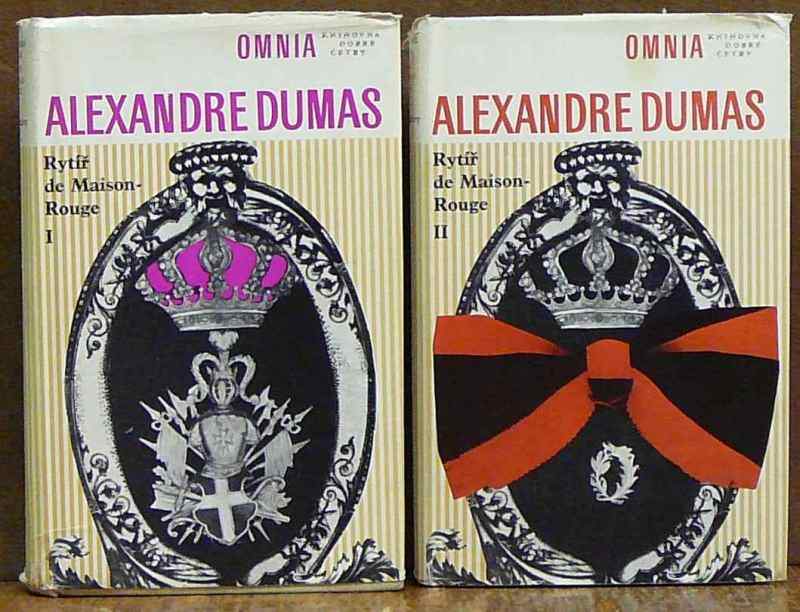 OMNIA
KNIHOVNA
DOBRÉ
ČETBY
ALEXANDRE DUMAS
Rytíř
de Maison-
Rouge
I
OMNIA
KNIHOVNA
DOBRÉ
ČETBY
ALEXANDRE DUMAS
Rytíř
de Maison-
Rouge
II